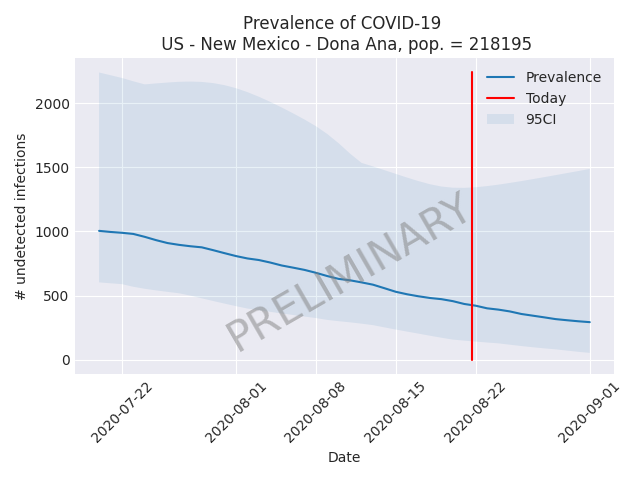 Prevalence of COVID-19
US - New Mexico - Dona Ana, pop. = 218195
Prevalence
Today
95CI
2000
1500
1000
500
0
# undetected infections
PRELIMINARY
2020-07-22
2020-08-01
2020-08-08
2020-08-15
2020-08-22
2020-09-01
Date